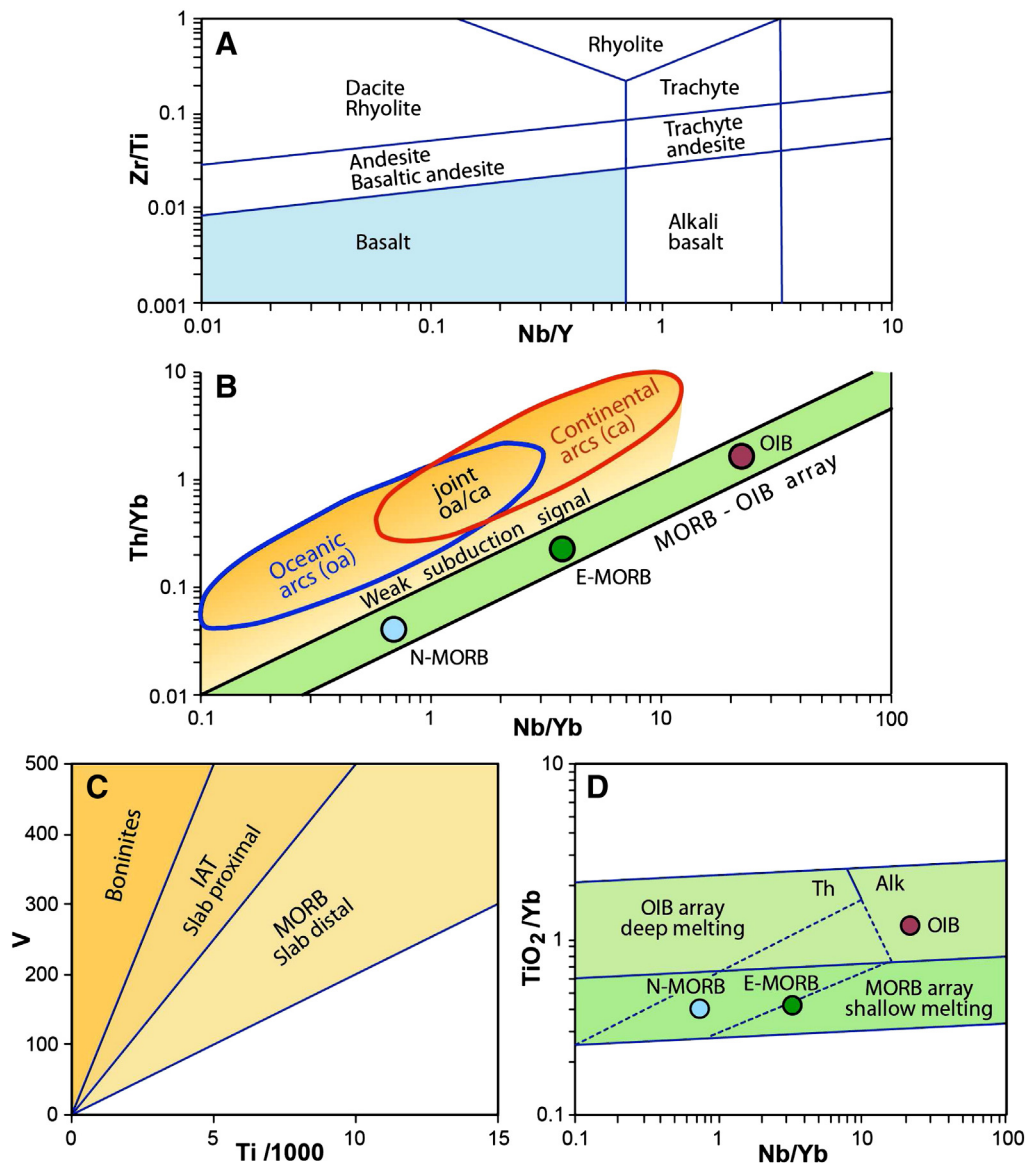 A
1
0.1
0.01
0.001
Zr/Ti
Rhyolite
Dacite
Rhyolite
Trachyte
Trachyte
andesite
Andesite
Basaltic andesite
Basalt
Alkali
basalt
0.01
0.1
1
10
Nb/Y
B
10
1
0.1
0.01
Th/Yb
Continental
arcs (ca)
joint
oa/ca
Oceanic
arcs (oa)
Weak subduction signal
OIB
MORB - OIB array
E-MORB
N-MORB
0.1
1
10
100
Nb/Yb
C
500
400
300
200
100
0
V
Boninites
IAT
Slab proximal
MORB
Slab distal
0
5
10
15
Ti /1000
D
10
1
0.1
TiO2 /Yb
Th
Alk
OIB array
deep melting
OIB
N-MORB
E-MORB
MORB array
shallow melting
0.1
1
10
100
Nb/Yb